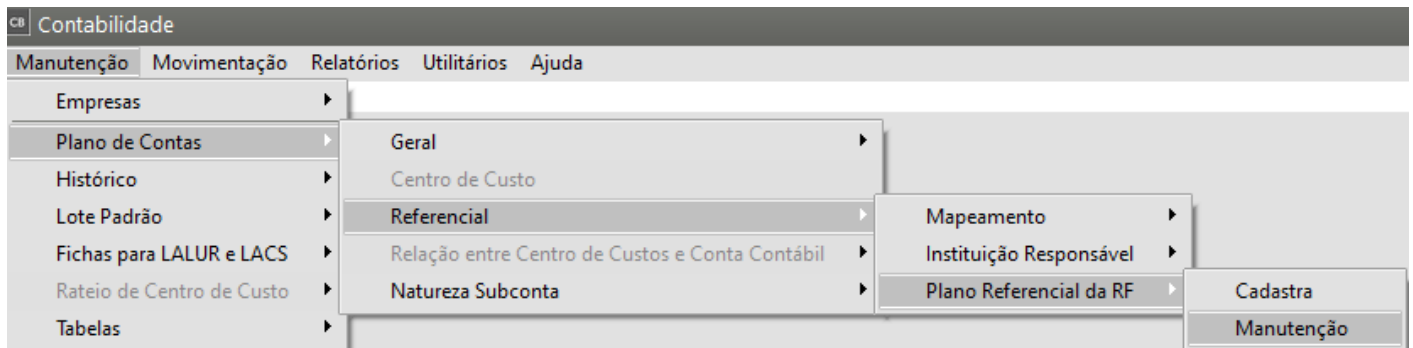 CB Contabilidade
Manutenção Movimentação Relatórios Utilitários Ajuda
Empresas
Plano de Contas Geral
Histórico Centro de Custo
Lote Padrão Referencial Mapeamento
Fichas para LALUR e LACS Relação entre Centro de Custos e Conta Contábil Instituição Responsável
Rateio de Centro de Custo Natureza Subconta Plano Referencial da RF Cadastra
Tabelas Manutenção